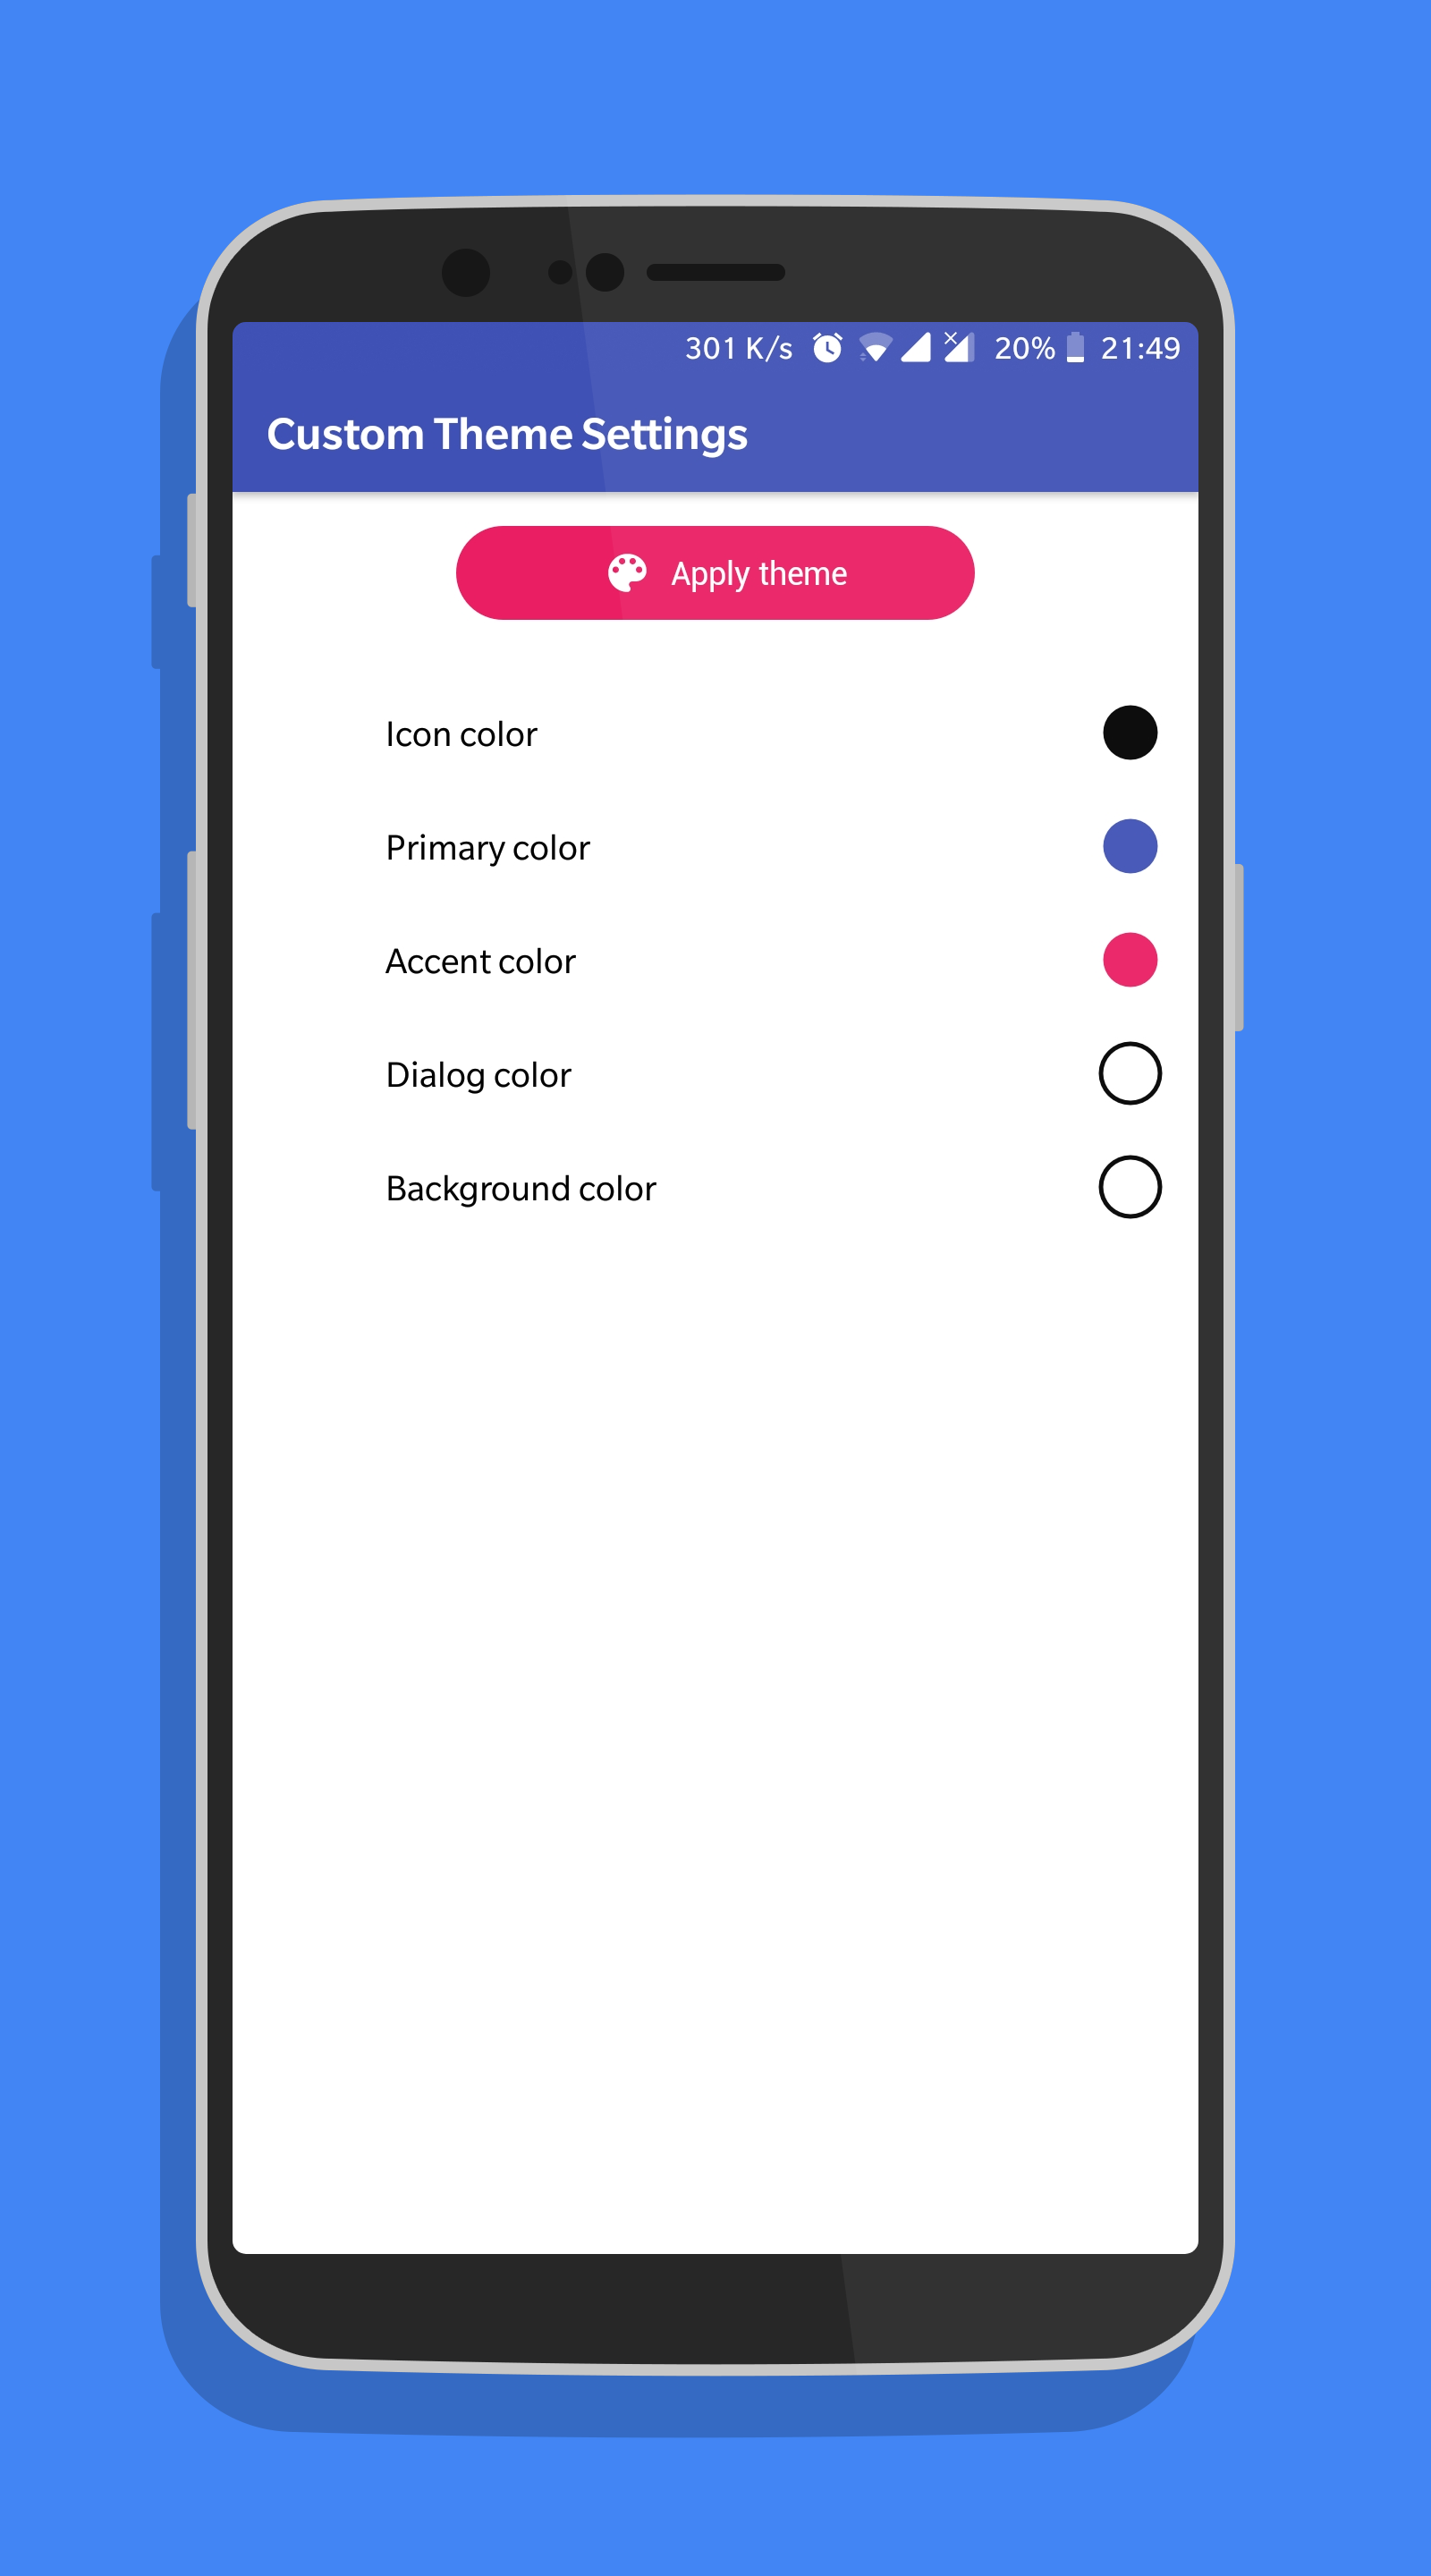 301 K/s 20% 21:49
Custom Theme Settings
Apply theme
Icon color
Primary color
Accent color
Dialog color
Background color